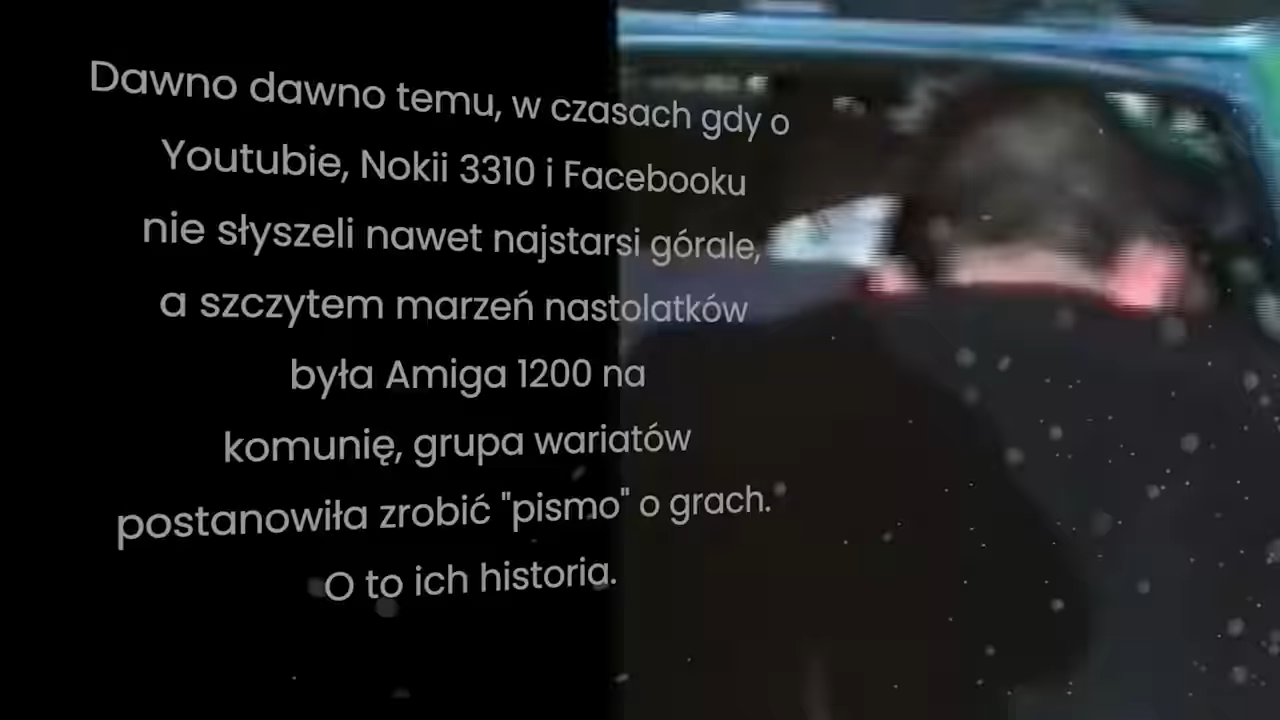 Dawno dawno temu, w czasach gdy o
Youtubie, Nokii 3310 i Facebooku
nie słyszeli nawet najstarsi górale,
a szczytem marzeń nastolatków
była Amiga 1200 na
komunię, grupa wariatów
postanowiła zrobić "pismo" o grach.
O to ich historia.